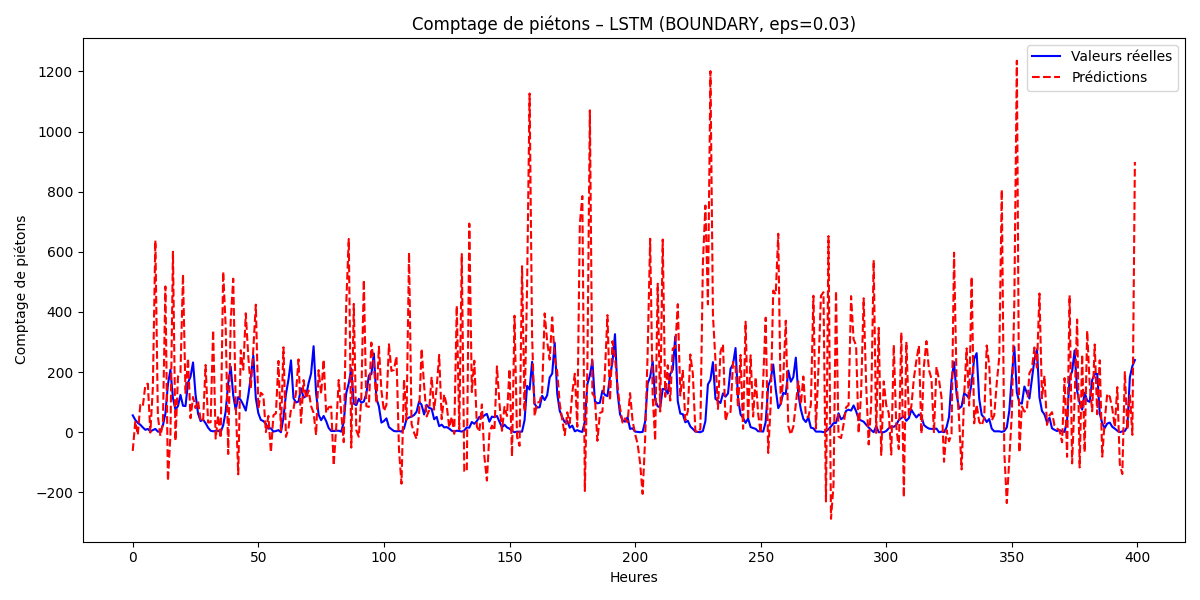 Comptage de piétons – LSTM (BOUNDARY, eps=0.03)
Valeurs réelles
Prédictions
Comptage de piétons
1200
1000
800
600
400
200
0
−200
0 50 100 150 200 250 300 350 400
Heures